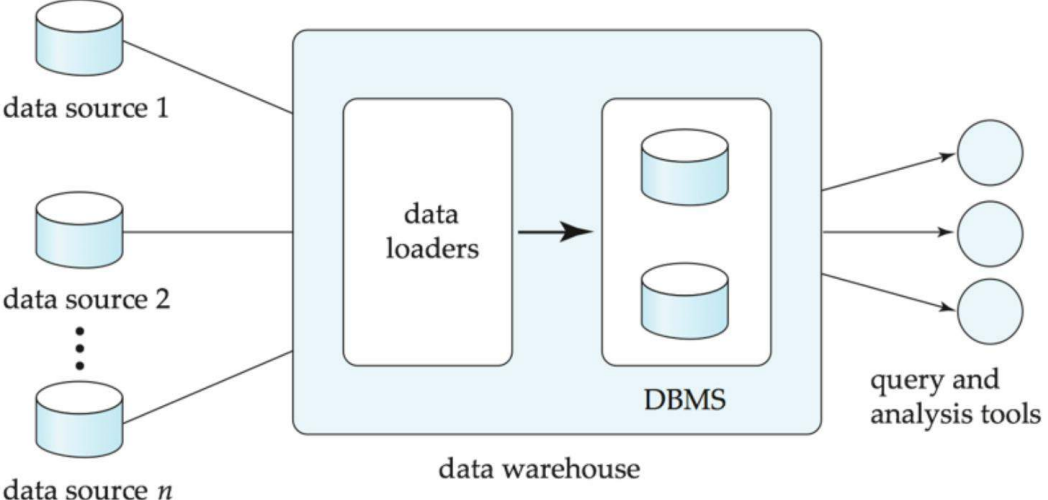 data source 1
data source 2
data source n
data
loaders
DBMS
data warehouse
query and
analysis tools